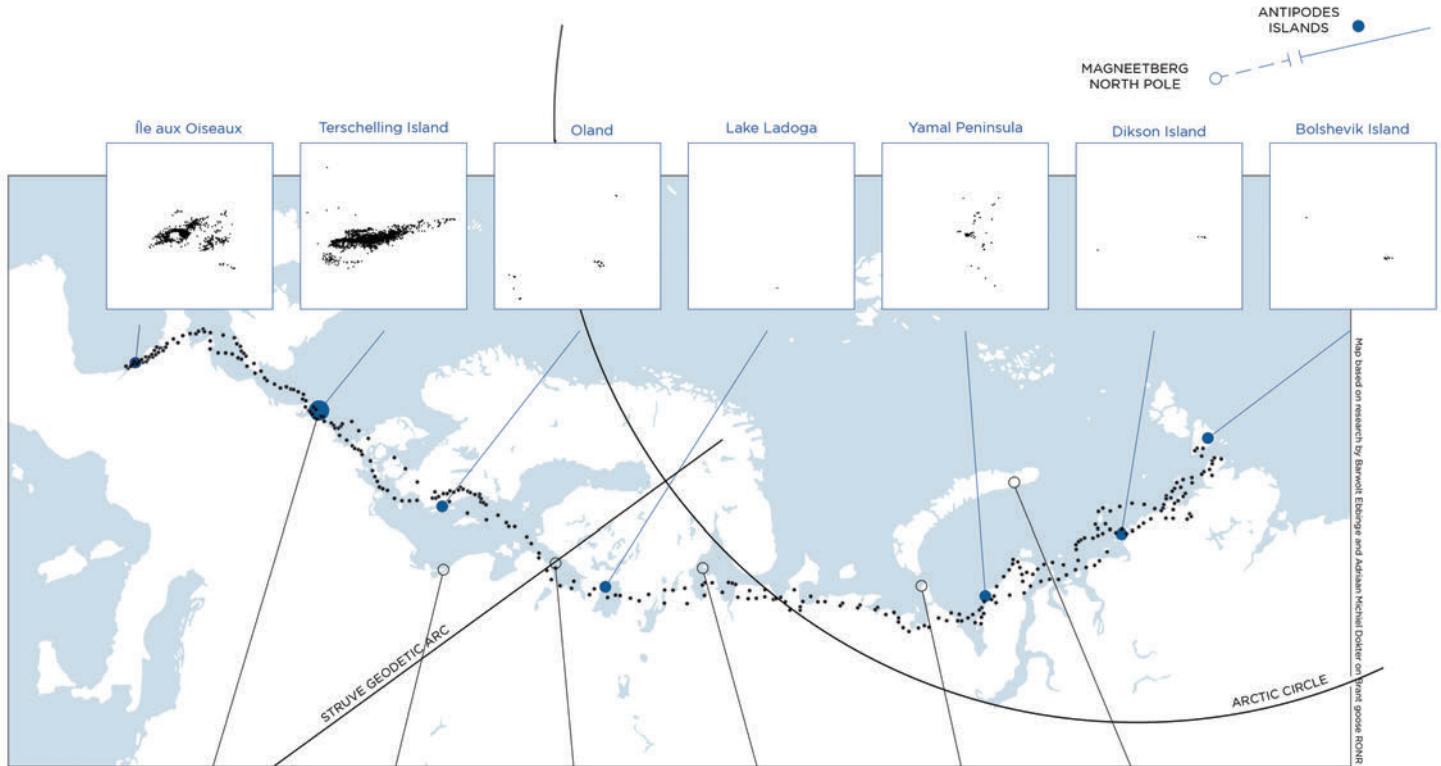 ANTIPODES
ISLANDS
MAGNEETBERG
NORTH POLE
Île aux Oiseaux
Terschelling Island
Oland
Lake Ladoga
Yamal Peninsula
Dikson Island
Bolshevik Island
STRUVE GEODETIC ARC
ARCTIC CIRCLE
Map based on research by Barwolt Ebbinge and Adriaan Michiel Dokter on Brant goose RONR